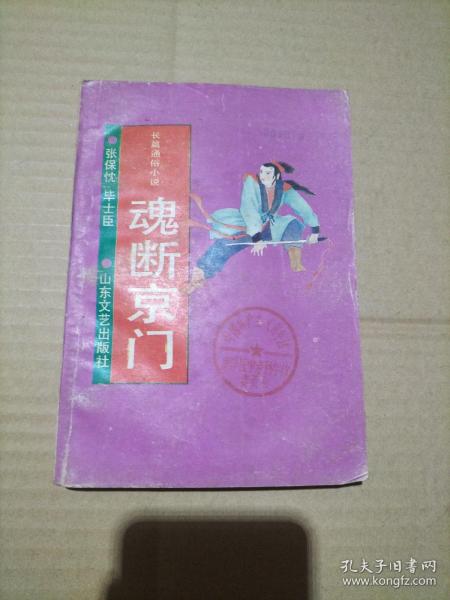 长篇通俗小说
魂断京门
张保忱 毕士臣
山东文艺出版社
孔夫子旧书网
www.kongfz.com